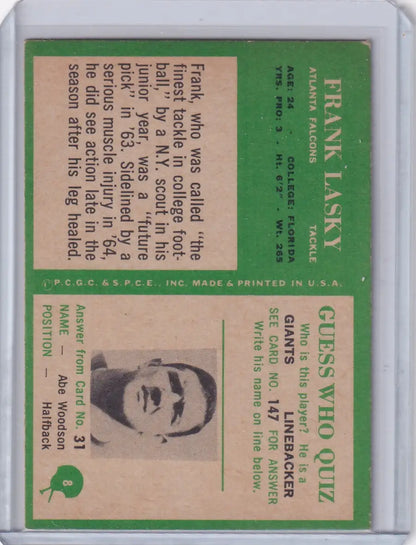 FRANK LASKY
ATLANTA FALCONS TACKLE
AGE: 24 - COLLEGE: FLORIDA
YRS. PRO: 3 . Ht. 6'2" . Wt. 265
Frank, who was called "the
finest tackle in college foot-
ball," by a N.Y. scout in his
junior year, was a "future
pick" in '63. Sidelined by a
serious muscle injury in '64,
he did see action late in the
season after his leg healed.
©P.C.G.C. & S.P.C.E., INC. MADE & PRINTED IN U.S.A.
GUESS WHO QUIZ
Who is this player? He is a
GIANTS LINEBACKER
SEE CARD NO. 147 FOR ANSWER
Write his name on line below.
Answer from Card No. 31
NAME — Abe Woodson
POSITION — Halfback
8